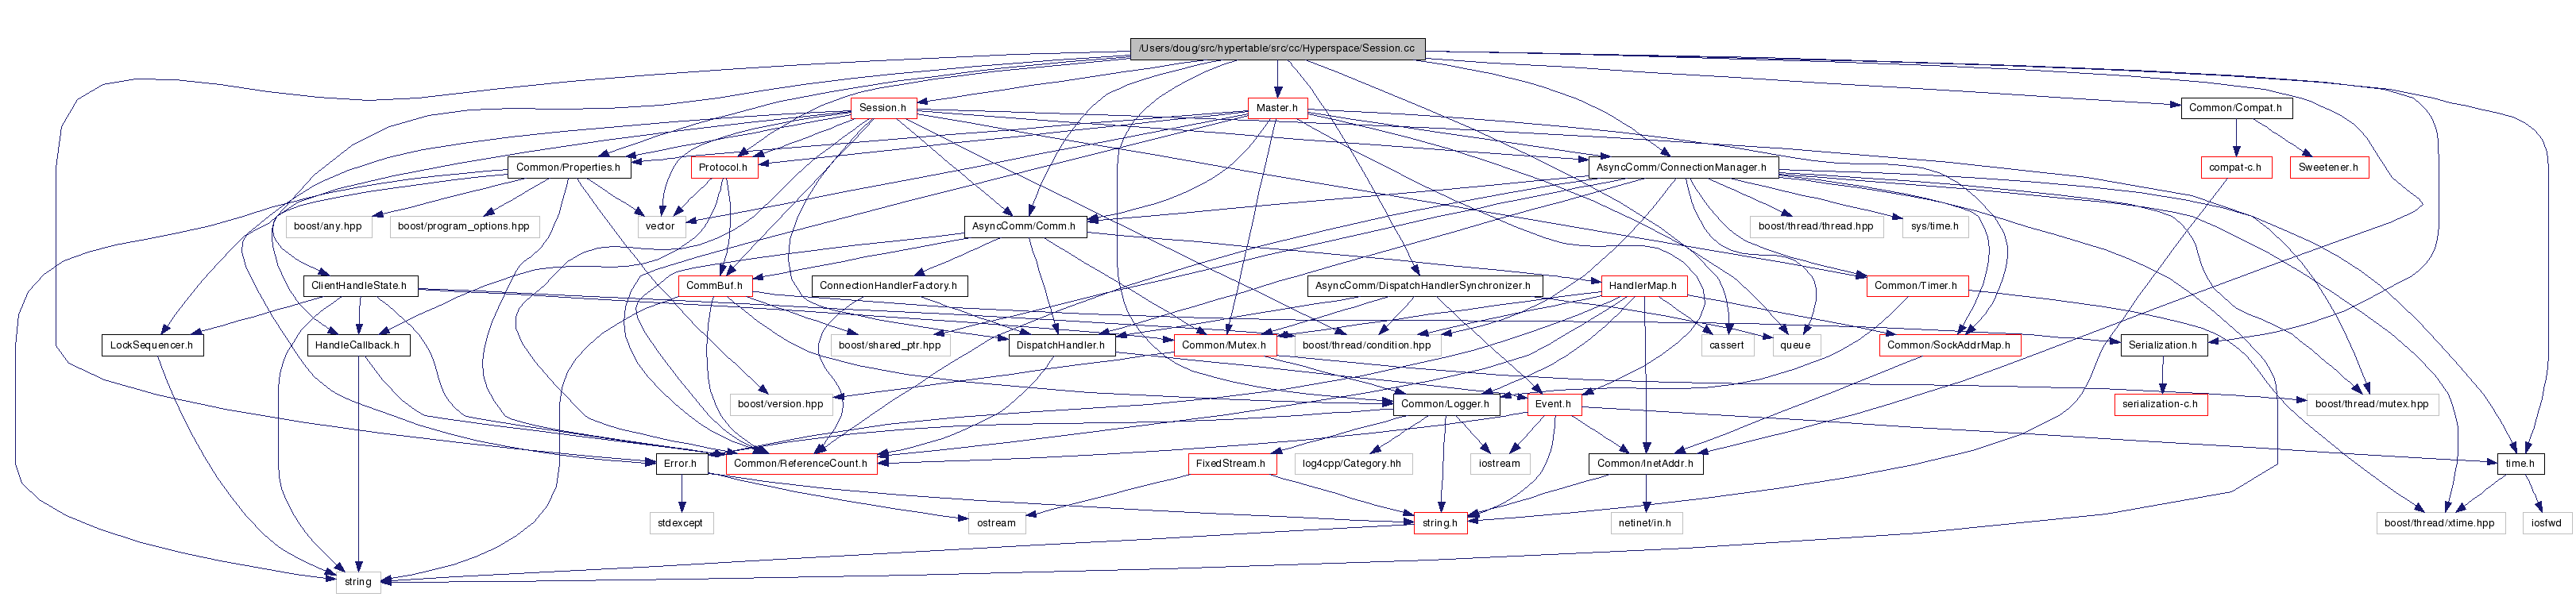 /Users/doug/src/hypertable/src/cc/Hyperspace/Session.cc
Session.h
Master.h
Common/Compat.h
Common/Properties.h
Protocol.h
AsyncComm/ConnectionManager.h
compat-c.h
Sweetener.h
boost/any.hpp
boost/program_options.hpp
vector
AsyncComm/Comm.h
boost/thread/thread.hpp
sys/time.h
ClientHandleState.h
CommBuf.h
ConnectionHandlerFactory.h
AsyncComm/DispatchHandlerSynchronizer.h
HandlerMap.h
Common/Timer.h
LockSequencer.h
HandleCallback.h
boost/shared_ptr.hpp
DispatchHandler.h
Common/Mutex.h
boost/thread/condition.hpp
cassert
queue
Common/SockAddrMap.h
Serialization.h
boost/version.hpp
Common/Logger.h
Event.h
serialization-c.h
boost/thread/mutex.hpp
Error.h
Common/ReferenceCount.h
FixedStream.h
log4cpp/Category.hh
iostream
Common/InetAddr.h
time.h
stdexcept
ostream
string.h
netinet/in.h
boost/thread/xtime.hpp
iosfwd
string